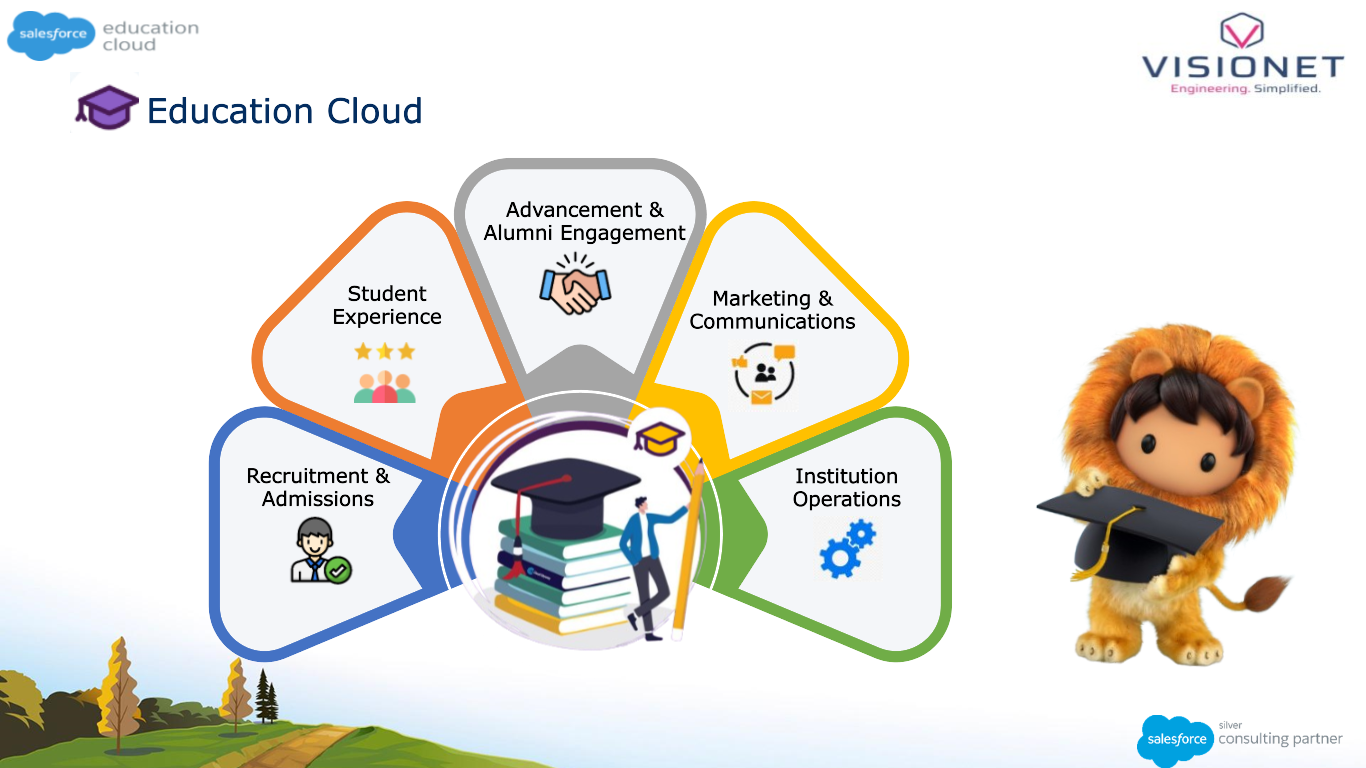 salesforce
education
cloud
VISIONET
Engineering. Simplified.
Education Cloud
Advancement &
Alumni Engagement
Student
Experience
Marketing &
Communications
Recruitment &
Admissions
Institution
Operations
salesforce
silver
consulting partner